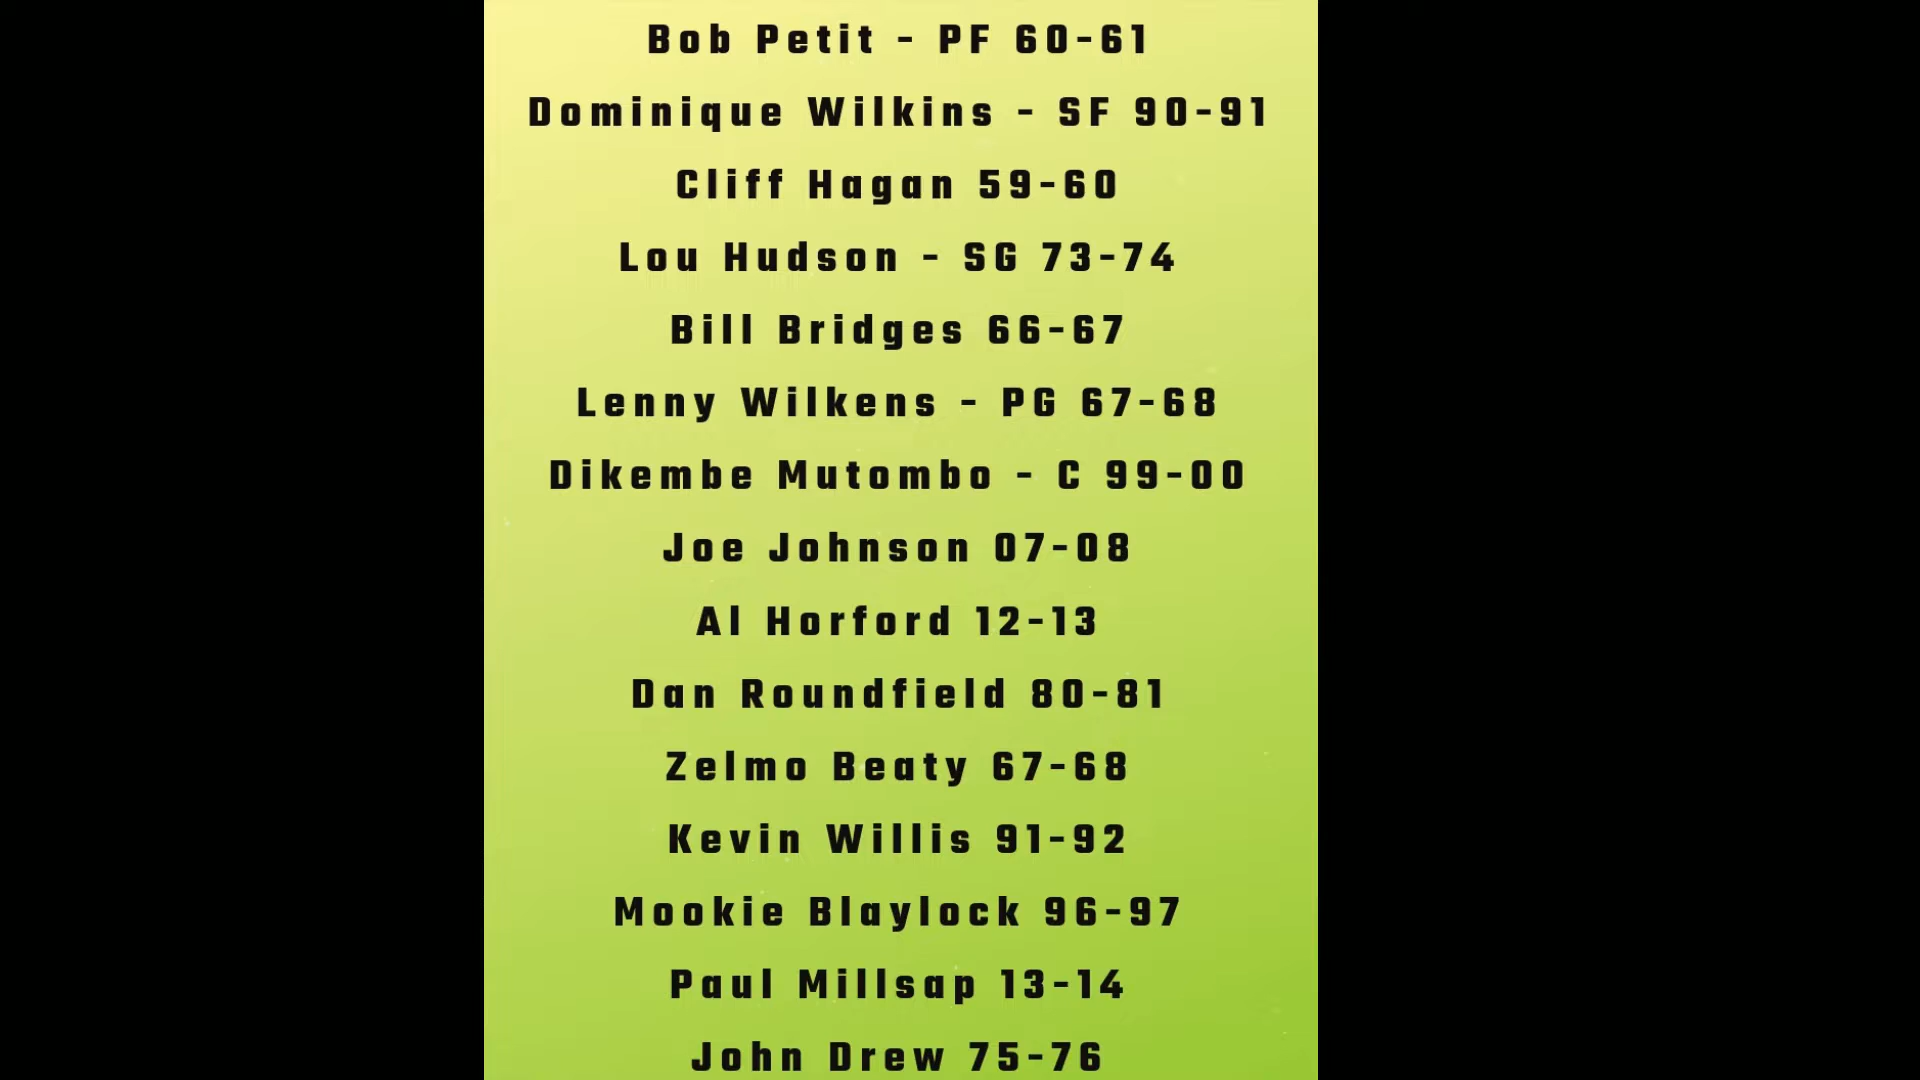 Bob Petit - PF 60-61
Dominique Wilkins - SF 90-91
Cliff Hagan 59-60
Lou Hudson - SG 73-74
Bill Bridges 66-67
Lenny Wilkens - PG 67-68
Dikembe Mutombo - C 99-00
Joe Johnson 07-08
Al Horford 12-13
Dan Roundfield 80-81
Zelmo Beaty 67-68
Kevin Willis 91-92
Mookie Blaylock 96-97
Paul Millsap 13-14
John Drew 75-76